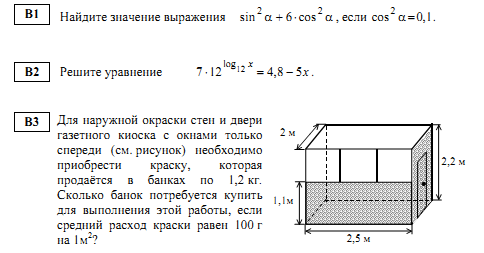 B1 Найдите значение выражения sin² α + 6·cos² α, если cos² α = 0,1.
B2 Решите уравнение 7·12^(log₁₂ x) = 4,8 – 5x.
B3 Для наружной окраски стен и двери
газетного киоска с окнами только
спереди (см. рисунок) необходимо
приобрести краску, которая
продаётся в банках по 1,2 кг.
Сколько банок потребуется купить
для выполнения этой работы, если
средний расход краски равен 100 г
на 1м²?
2 м
2,2 м
1,1м
2,5 м